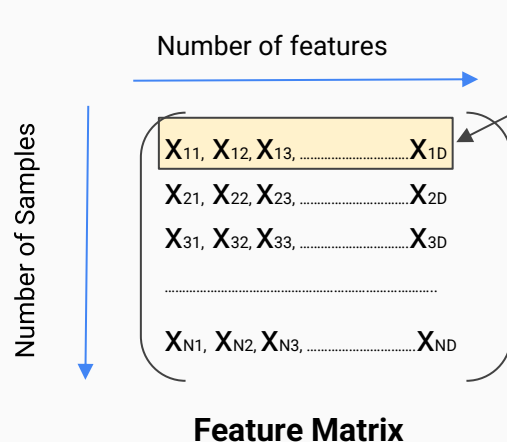 Number of features
Number of Samples
X11, X12, X13, ..............................X1D
X21, X22, X23, ..............................X2D
X31, X32, X33, ..............................X3D
........................................................................
XN1, XN2, XN3, ..............................XND
Feature Matrix